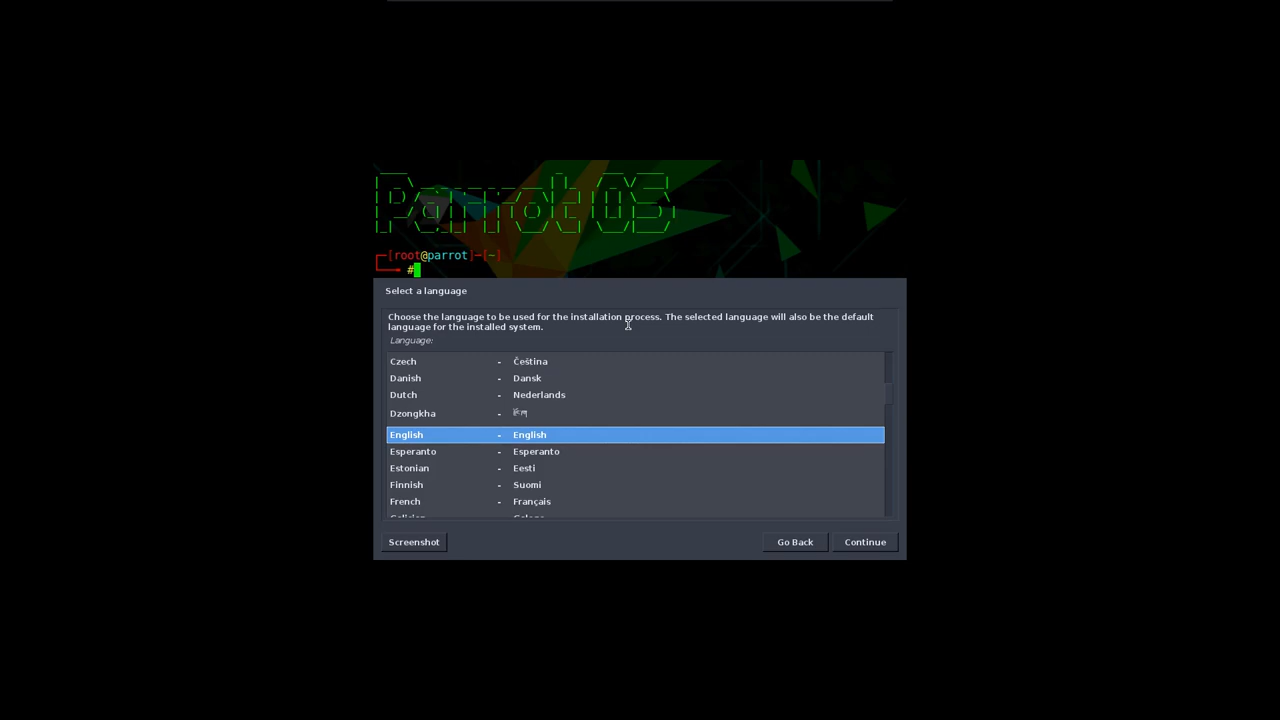 Parrot OS
┌─[root@parrot]─[~]
└──╼ #
Select a language
Choose the language to be used for the installation process. The selected language will also be the default
language for the installed system.
Language:
Czech - Čeština
Danish - Dansk
Dutch - Nederlands
Dzongkha - རྫོང་ཁ།
English - English
Esperanto - Esperanto
Estonian - Eesti
Finnish - Suomi
French - Français
Screenshot Go Back Continue